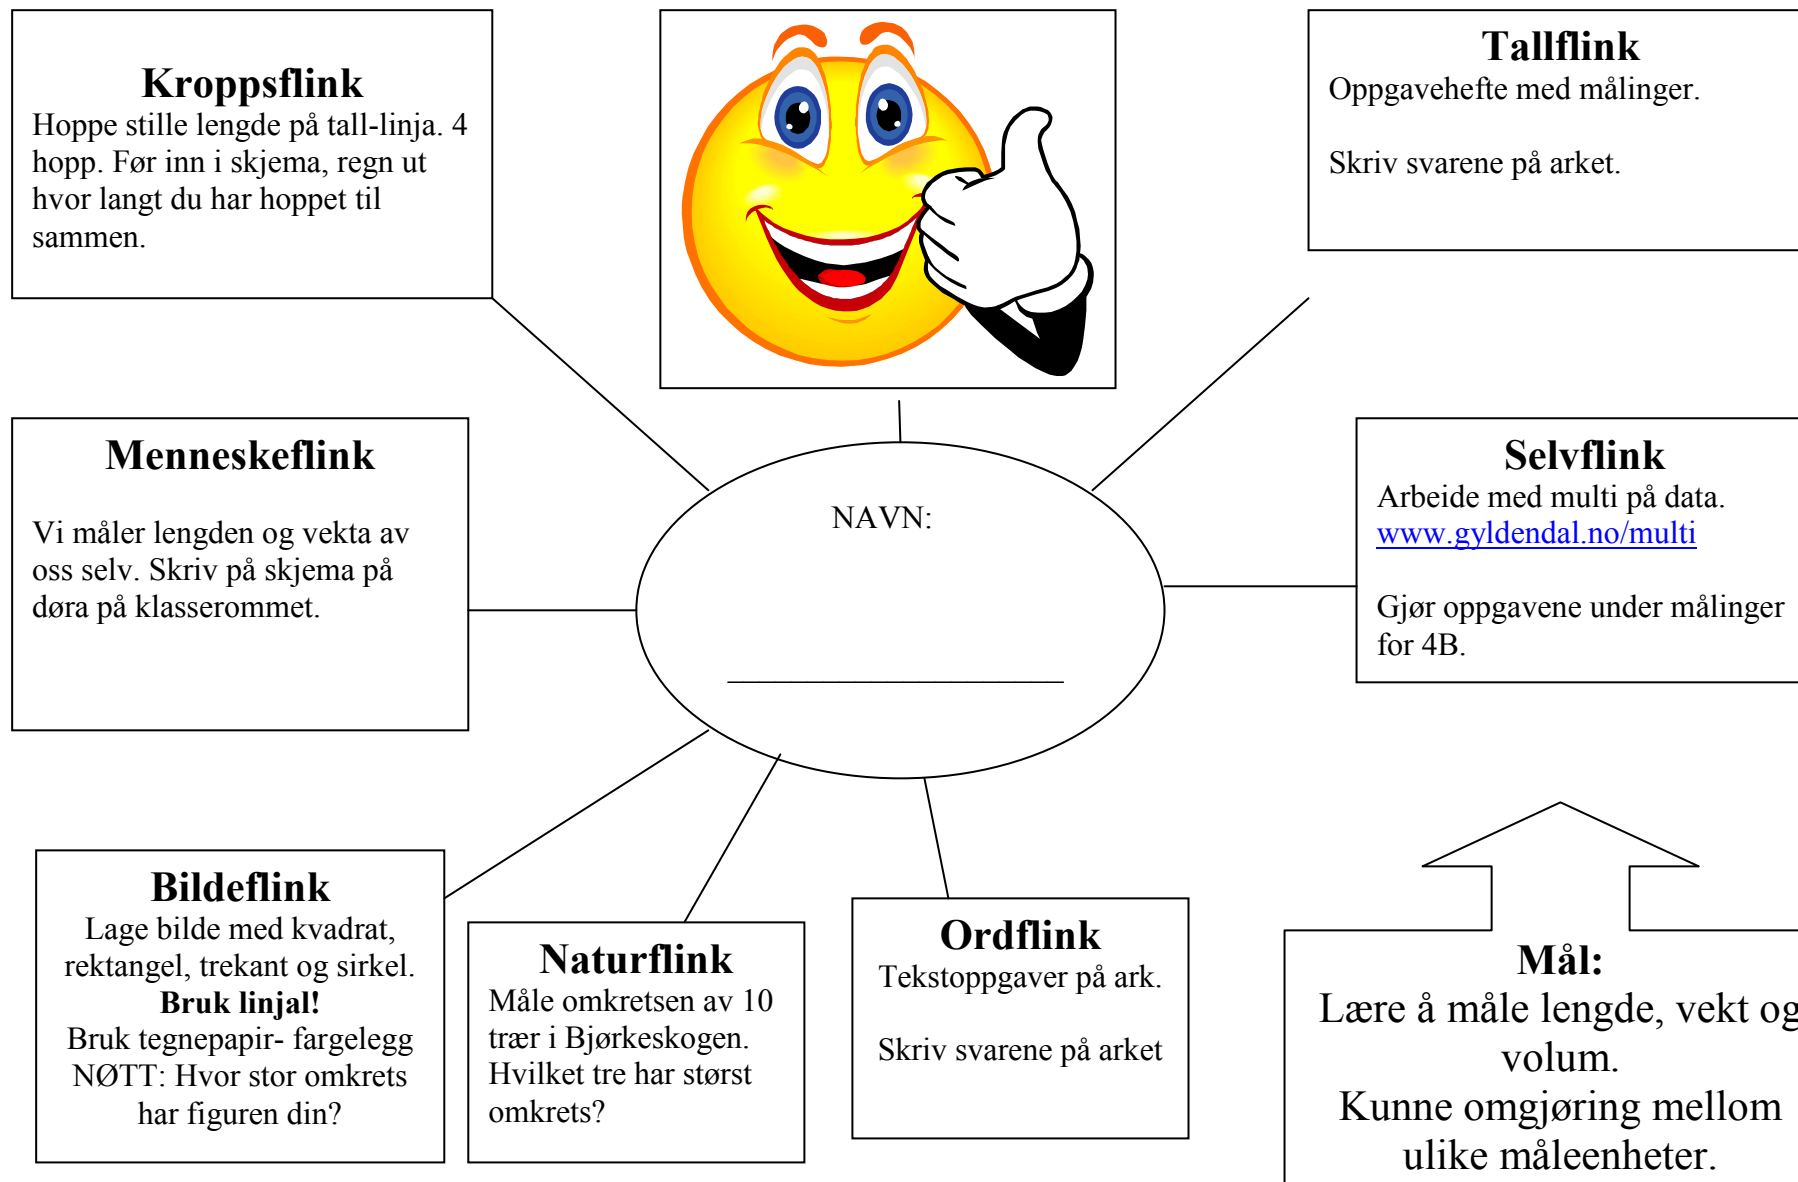 Kroppsflink
Hoppe stille lengde på tall-linja. 4
hopp. Før inn i skjema, regn ut
hvor langt du har hoppet til
sammen.
Tallflink
Oppgavehefte med målinger.
Skriv svarene på arket.
Menneskeflink
Vi måler lengden og vekta av
oss selv. Skriv på skjema på
døra på klasserommet.
NAVN:
Selvflink
Arbeide med multi på data.
www.gyldendal.no/multi
Gjør oppgavene under målinger
for 4B.
Bildeflink
Lage bilde med kvadrat,
rektangel, trekant og sirkel.
Bruk linjal!
Bruk tegnepapir- fargelegg
NØTT: Hvor stor omkrets
har figuren din?
Naturflink
Måle omkretsen av 10
trær i Bjørkeskogen.
Hvilket tre har størst
omkrets?
Ordflink
Tekstoppgaver på ark.
Skriv svarene på arket
Mål:
Lære å måle lengde, vekt og
volum.
Kunne omgjøring mellom
ulike måleenheter.